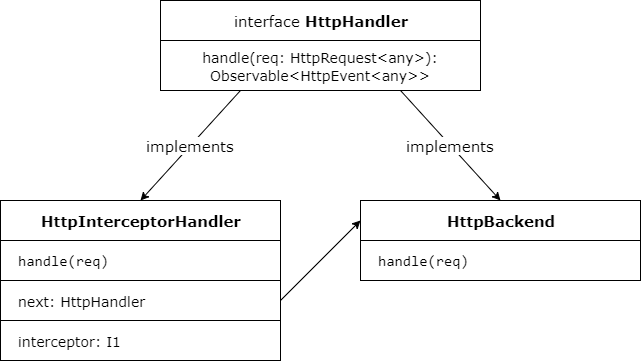 interface HttpHandler
handle(req: HttpRequest<any>):
Observable<HttpEvent<any>>
implements
implements
HttpInterceptorHandler
handle(req)
next: HttpHandler
interceptor: I1
HttpBackend
handle(req)